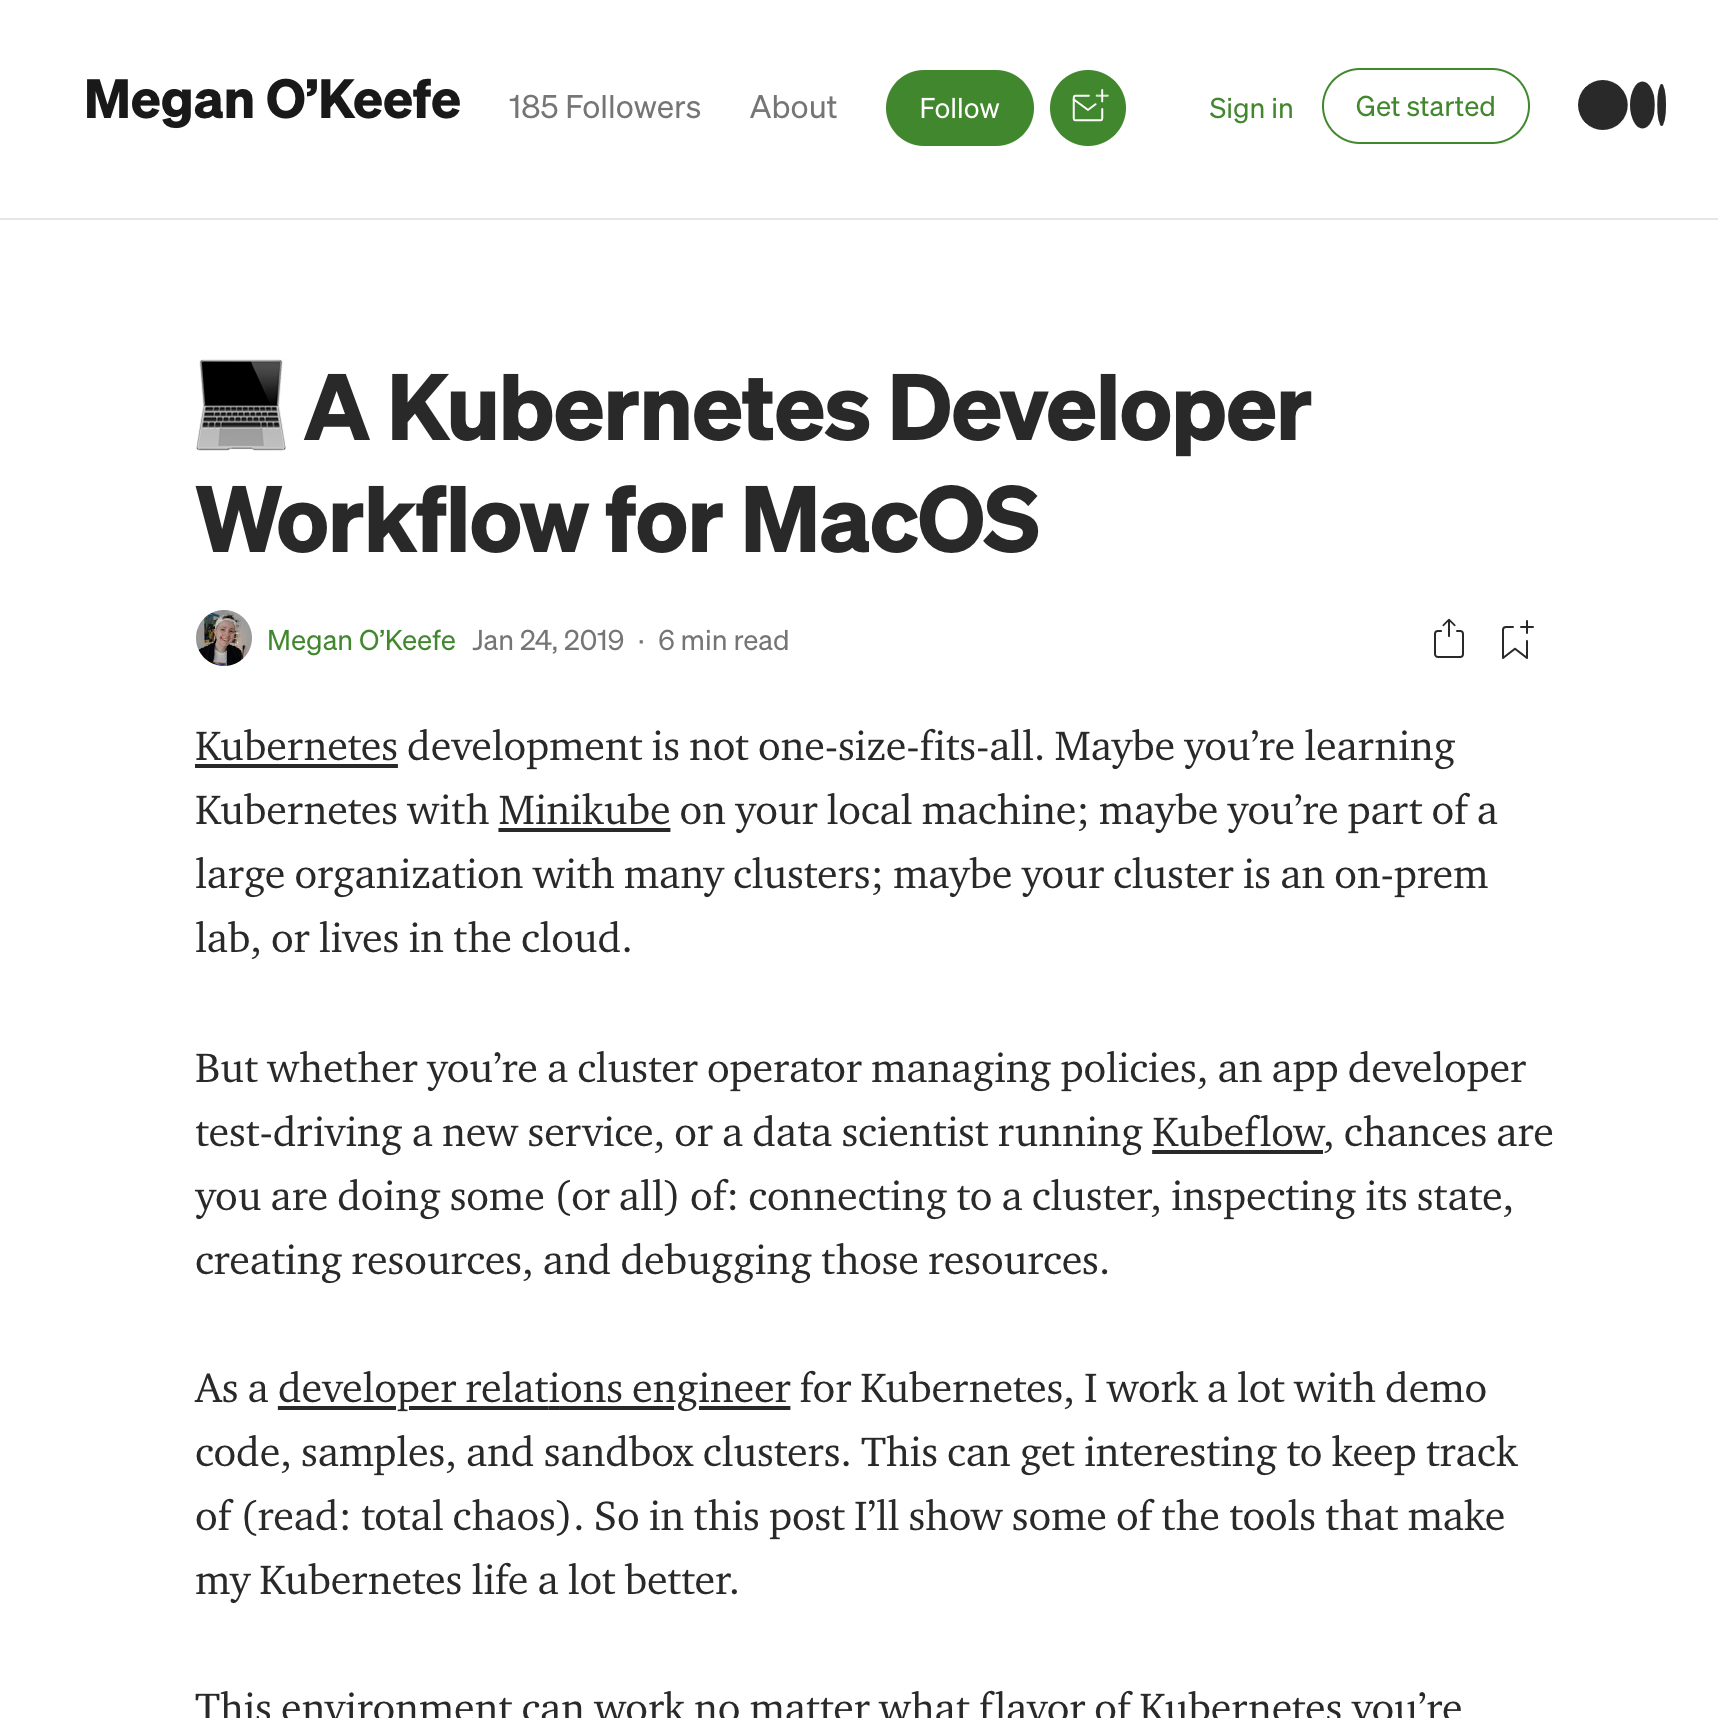 Megan O’Keefe
185 Followers
About
Follow
Sign in
Get started
A Kubernetes Developer
Workflow for MacOS
Megan O’Keefe Jan 24, 2019 · 6 min read
Kubernetes development is not one-size-fits-all. Maybe you’re learning
Kubernetes with Minikube on your local machine; maybe you’re part of a
large organization with many clusters; maybe your cluster is an on-prem
lab, or lives in the cloud.
But whether you’re a cluster operator managing policies, an app developer
test-driving a new service, or a data scientist running Kubeflow, chances are
you are doing some (or all) of: connecting to a cluster, inspecting its state,
creating resources, and debugging those resources.
As a developer relations engineer for Kubernetes, I work a lot with demo
code, samples, and sandbox clusters. This can get interesting to keep track
of (read: total chaos). So in this post I’ll show some of the tools that make
my Kubernetes life a lot better.
This environment can work no matter what flavor of Kubernetes you’re